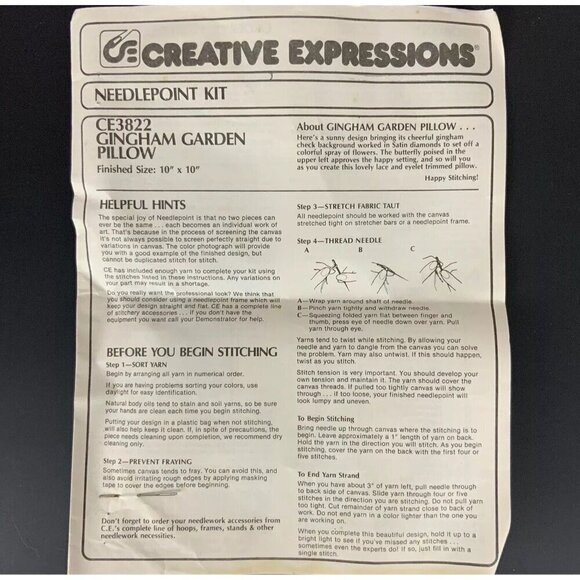 CE CREATIVE EXPRESSIONS®
NEEDLEPOINT KIT
CE3822
GINGHAM GARDEN
PILLOW
Finished Size: 10" x 10"
About GINGHAM GARDEN PILLOW . . .
Here's a sunny design bringing its cheerful gingham
check background worked in Satin diamonds to set off a
colorful spray of flowers. The butterfly poised in the
upper left approves the happy setting, and so will you
as you create this lovely lace and eyelet trimmed pillow.
Happy Stitching!
HELPFUL HINTS
The special joy of Needlepoint is that no two pieces can
ever be the same . . . each becomes an individual work of
art. That's because in the process of screening the canvas
it's not always possible to screen perfectly straight due to
variations in canvas. The color photograph will provide
you with a good example of the finished design, but
cannot be duplicated stitch for stitch.
CE has included enough yarn to complete your kit using
the stitches listed in these instructions. Any variations on
your part may result in a shortage.
Do you really want the professional look? We think that
you should consider using a needlepoint frame which will
keep your design straight and flat. CE has a complete line
of stitchery accessories . . . if you don't have the
equipment you want call your Demonstrator for help.
BEFORE YOU BEGIN STITCHING
Step 1—SORT YARN
Begin by arranging all yarn in numerical order.
If you are having problems sorting your colors, use
daylight for easy identification.
Natural body oils tend to stain and soil yarns, so be sure
your hands are clean each time you begin stitching.
Putting your design in a plastic bag when not stitching,
will also help keep it clean. If, in spite of precautions, the
piece needs cleaning upon completion, we recommend dry
cleaning only.
Step 2—PREVENT FRAYING
Sometimes canvas tends to fray. You can avoid this, and
also avoid irritating rough edges by applying masking
tape to cover the edges before beginning.
Don't forget to order your needlework accessories from
C.E.'s complete line of hoops, frames, stands & other
needlework necessities.
Step 3—STRETCH FABRIC TAUT
All needlepoint should be worked with the canvas
stretched tight on stretcher bars or a needlepoint frame.
Step 4—THREAD NEEDLE
A B C
A—Wrap yarn around shaft of needle.
B—Pinch yarn tightly and withdraw needle.
C—Squeezing folded yarn flat between finger and
thumb, press eye of needle down over yarn. Pull
yarn through eye.
Yarns tend to twist while stitching. By allowing your
needle and yarn to dangle from the canvas you can solve
the problem. Yarn may also untwist. If this should happen,
twist as you stitch.
Stitch tension is very important. You should develop your
own tension and maintain it. The yarn should cover the
canvas threads. If pulled too tightly canvas will show
through . . . if too loose, your finished needlepoint will
look lumpy and uneven.
To Begin Stitching
Bring needle up through canvas where the stitching is to
begin. Leave approximately a 1" length of yarn on back.
Hold the yarn in the direction you will stitch. As you begin
stitching, cover the yarn on the back with the first four or
five stitches.
To End Yarn Strand
When you have about 3" of yarn left, pull needle through
to back side of canvas. Slide yarn through four or five
stitches in the direction you are stitching. Do not pull yarn
too tight. Cut remainder of yarn strand close to back of
work. Do not end yarn in a color lighter than the one you
are working on.
When you complete this beautiful design, hold it up to a
bright light to see if you've missed any stitches . . .
sometimes even the experts do! If so, just fill in with a
single stitch.